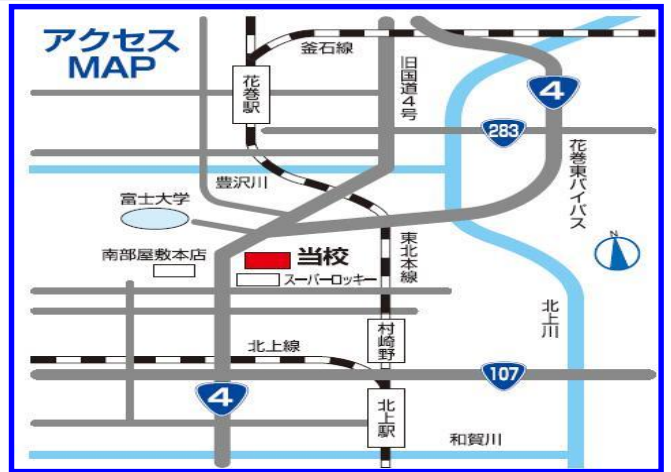 アクセス
MAP
釜石線
花巻駅
旧国道4号
4
283
花巻東バイパス
豊沢川
富士大学
南部屋敷本店
当校
スーパーロッキー
東北本線
N
北上川
村崎野
北上線
107
4
北上駅
和賀川